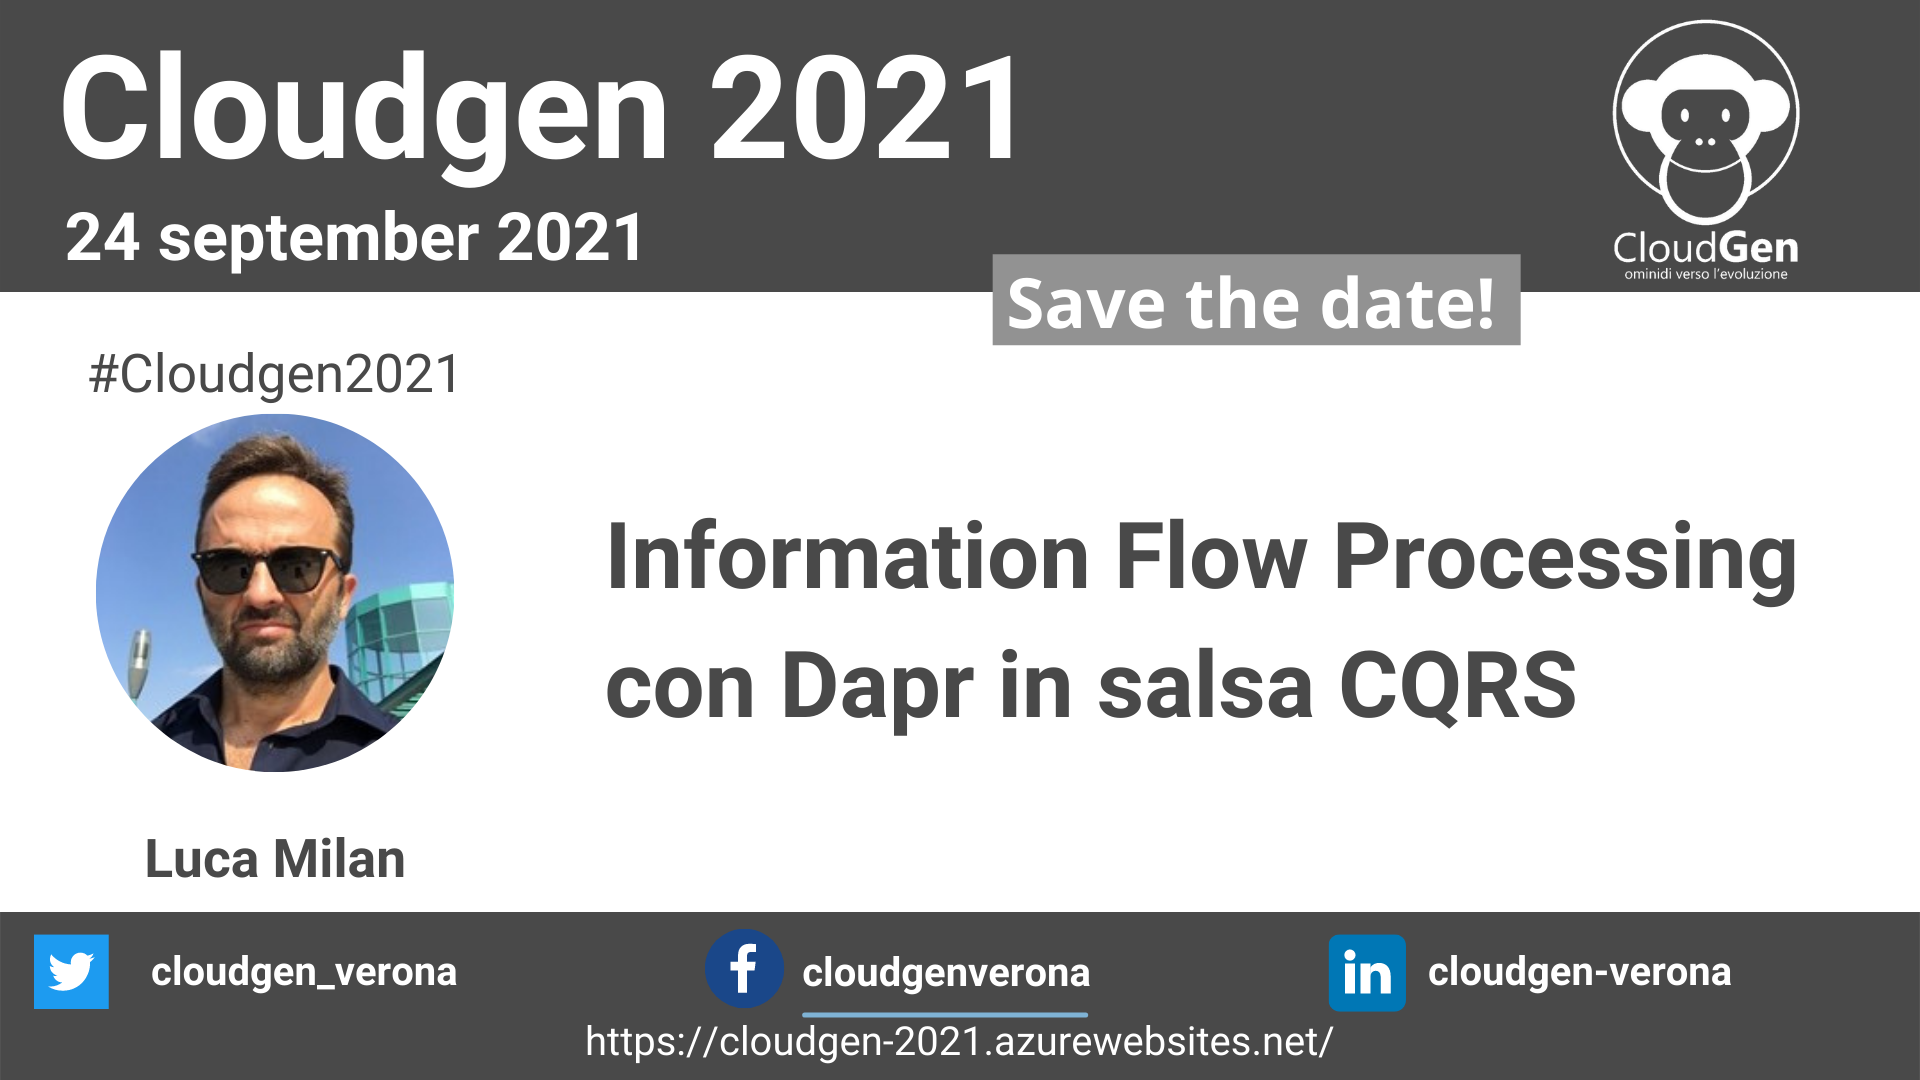 Cloudgen 2021
24 september 2021
CloudGen
ominidi verso l'evoluzione
Save the date!
#Cloudgen2021
Information Flow Processing
con Dapr in salsa CQRS
Luca Milan
cloudgen_verona
cloudgenverona
cloudgen-verona
https://cloudgen-2021.azurewebsites.net/